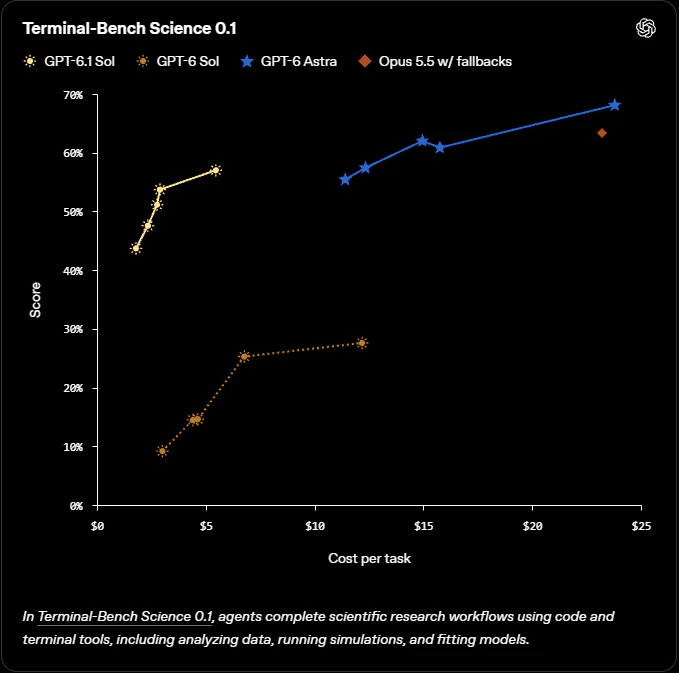 Terminal-Bench Science 0.1
GPT-6.1 Sol GPT-6 Sol GPT-6 Astra Opus 5.5 w/ fallbacks
70%
60%
50%
40%
30%
20%
10%
0%
Score
$0 $5 $10 $15 $20 $25
Cost per task
In Terminal-Bench Science 0.1, agents complete scientific research workflows using code and
terminal tools, including analyzing data, running simulations, and fitting models.